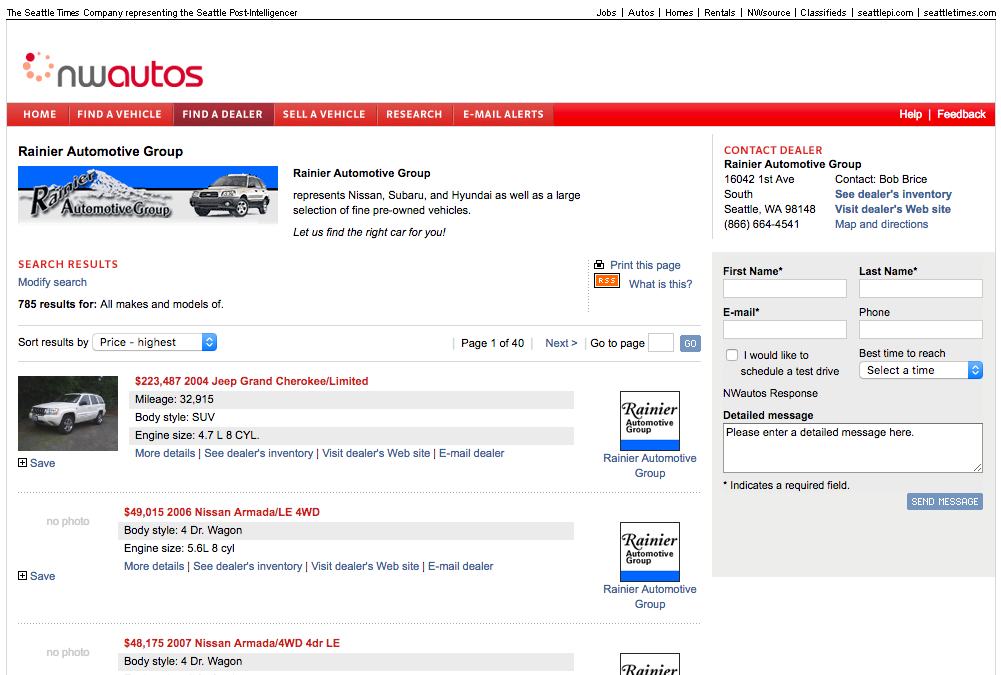 The Seattle Times Company representing the Seattle Post-Intelligencer
Jobs | Autos | Homes | Rentals | NWsource | Classifieds | seattlepi.com | seattletimes.com
nwautos
HOME FIND A VEHICLE FIND A DEALER SELL A VEHICLE RESEARCH E-MAIL ALERTS Help | Feedback
Rainier Automotive Group
Rainier
Automotive Group
Rainier Automotive Group
represents Nissan, Subaru, and Hyundai as well as a large
selection of fine pre-owned vehicles.
Let us find the right car for you!
SEARCH RESULTS
Modify search
785 results for: All makes and models of.
Print this page
RSS What is this?
Sort results by Price - highest | Page 1 of 40 | Next > | Go to page GO
$223,487 2004 Jeep Grand Cherokee/Limited
Mileage: 32,915
Body style: SUV
Engine size: 4.7 L 8 CYL.
More details | See dealer's inventory | Visit dealer's Web site | E-mail dealer
Save
Rainier
Automotive
Group
Rainier Automotive
Group
no photo
$49,015 2006 Nissan Armada/LE 4WD
Body style: 4 Dr. Wagon
Engine size: 5.6L 8 cyl
More details | See dealer's inventory | Visit dealer's Web site | E-mail dealer
Save
Rainier
Automotive
Group
Rainier Automotive
Group
no photo
$48,175 2007 Nissan Armada/4WD 4dr LE
Body style: 4 Dr. Wagon
Rainier
CONTACT DEALER
Rainier Automotive Group
16042 1st Ave
South
Seattle, WA 98148
(866) 664-4541
Contact: Bob Brice
See dealer's inventory
Visit dealer's Web site
Map and directions
First Name* Last Name*
E-mail* Phone
I would like to
schedule a test drive
Best time to reach
Select a time
NWautos Response
Detailed message
Please enter a detailed message here.
* Indicates a required field.
SEND MESSAGE